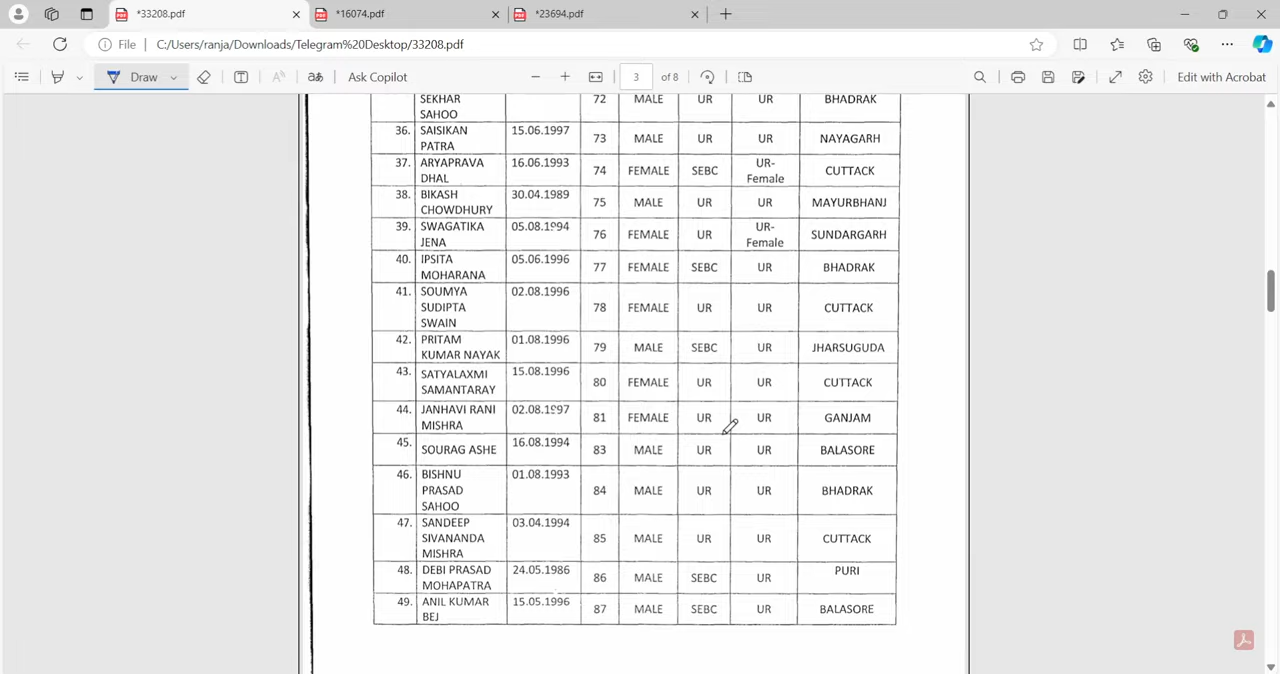 *33208.pdf
*16074.pdf
*23694.pdf
File C:/Users/ranja/Downloads/Telegram%20Desktop/33208.pdf
Draw
Ask Copilot
3 of 8
Edit with Acrobat
SEKHAR
SAHOO
72 MALE UR UR BHADRAK
36. SAISIKAN
PATRA
15.06.1997 73 MALE UR UR NAYAGARH
37. ARYAPRAVA
DHAL
16.06.1993 74 FEMALE SEBC UR-
Female
CUTTACK
38. BIKASH
CHOWDHURY
30.04.1989 75 MALE UR UR MAYURBHANJ
39. SWAGATIKA
JENA
05.08.1994 76 FEMALE UR UR-
Female
SUNDARGARH
40. IPSITA
MOHARANA
05.06.1996 77 FEMALE SEBC UR BHADRAK
41. SOUMYA
SUDIPTA
SWAIN
02.08.1996 78 FEMALE UR UR CUTTACK
42. PRITAM
KUMAR NAYAK
01.08.1996 79 MALE SEBC UR JHARSUGUDA
43. SATYALAXMI
SAMANTARAY
15.08.1996 80 FEMALE UR UR CUTTACK
44. JANHAVI RANI
MISHRA
02.08.1997 81 FEMALE UR UR GANJAM
45. SOURAG ASHE 16.08.1994 83 MALE UR UR BALASORE
46. BISHNU
PRASAD
SAHOO
01.08.1993 84 MALE UR UR BHADRAK
47. SANDEEP
SIVANANDA
MISHRA
03.04.1994 85 MALE UR UR CUTTACK
48. DEBI PRASAD
MOHAPATRA
24.05.1986 86 MALE SEBC UR PURI
49. ANIL KUMAR
BEJ
15.05.1996 87 MALE SEBC UR BALASORE